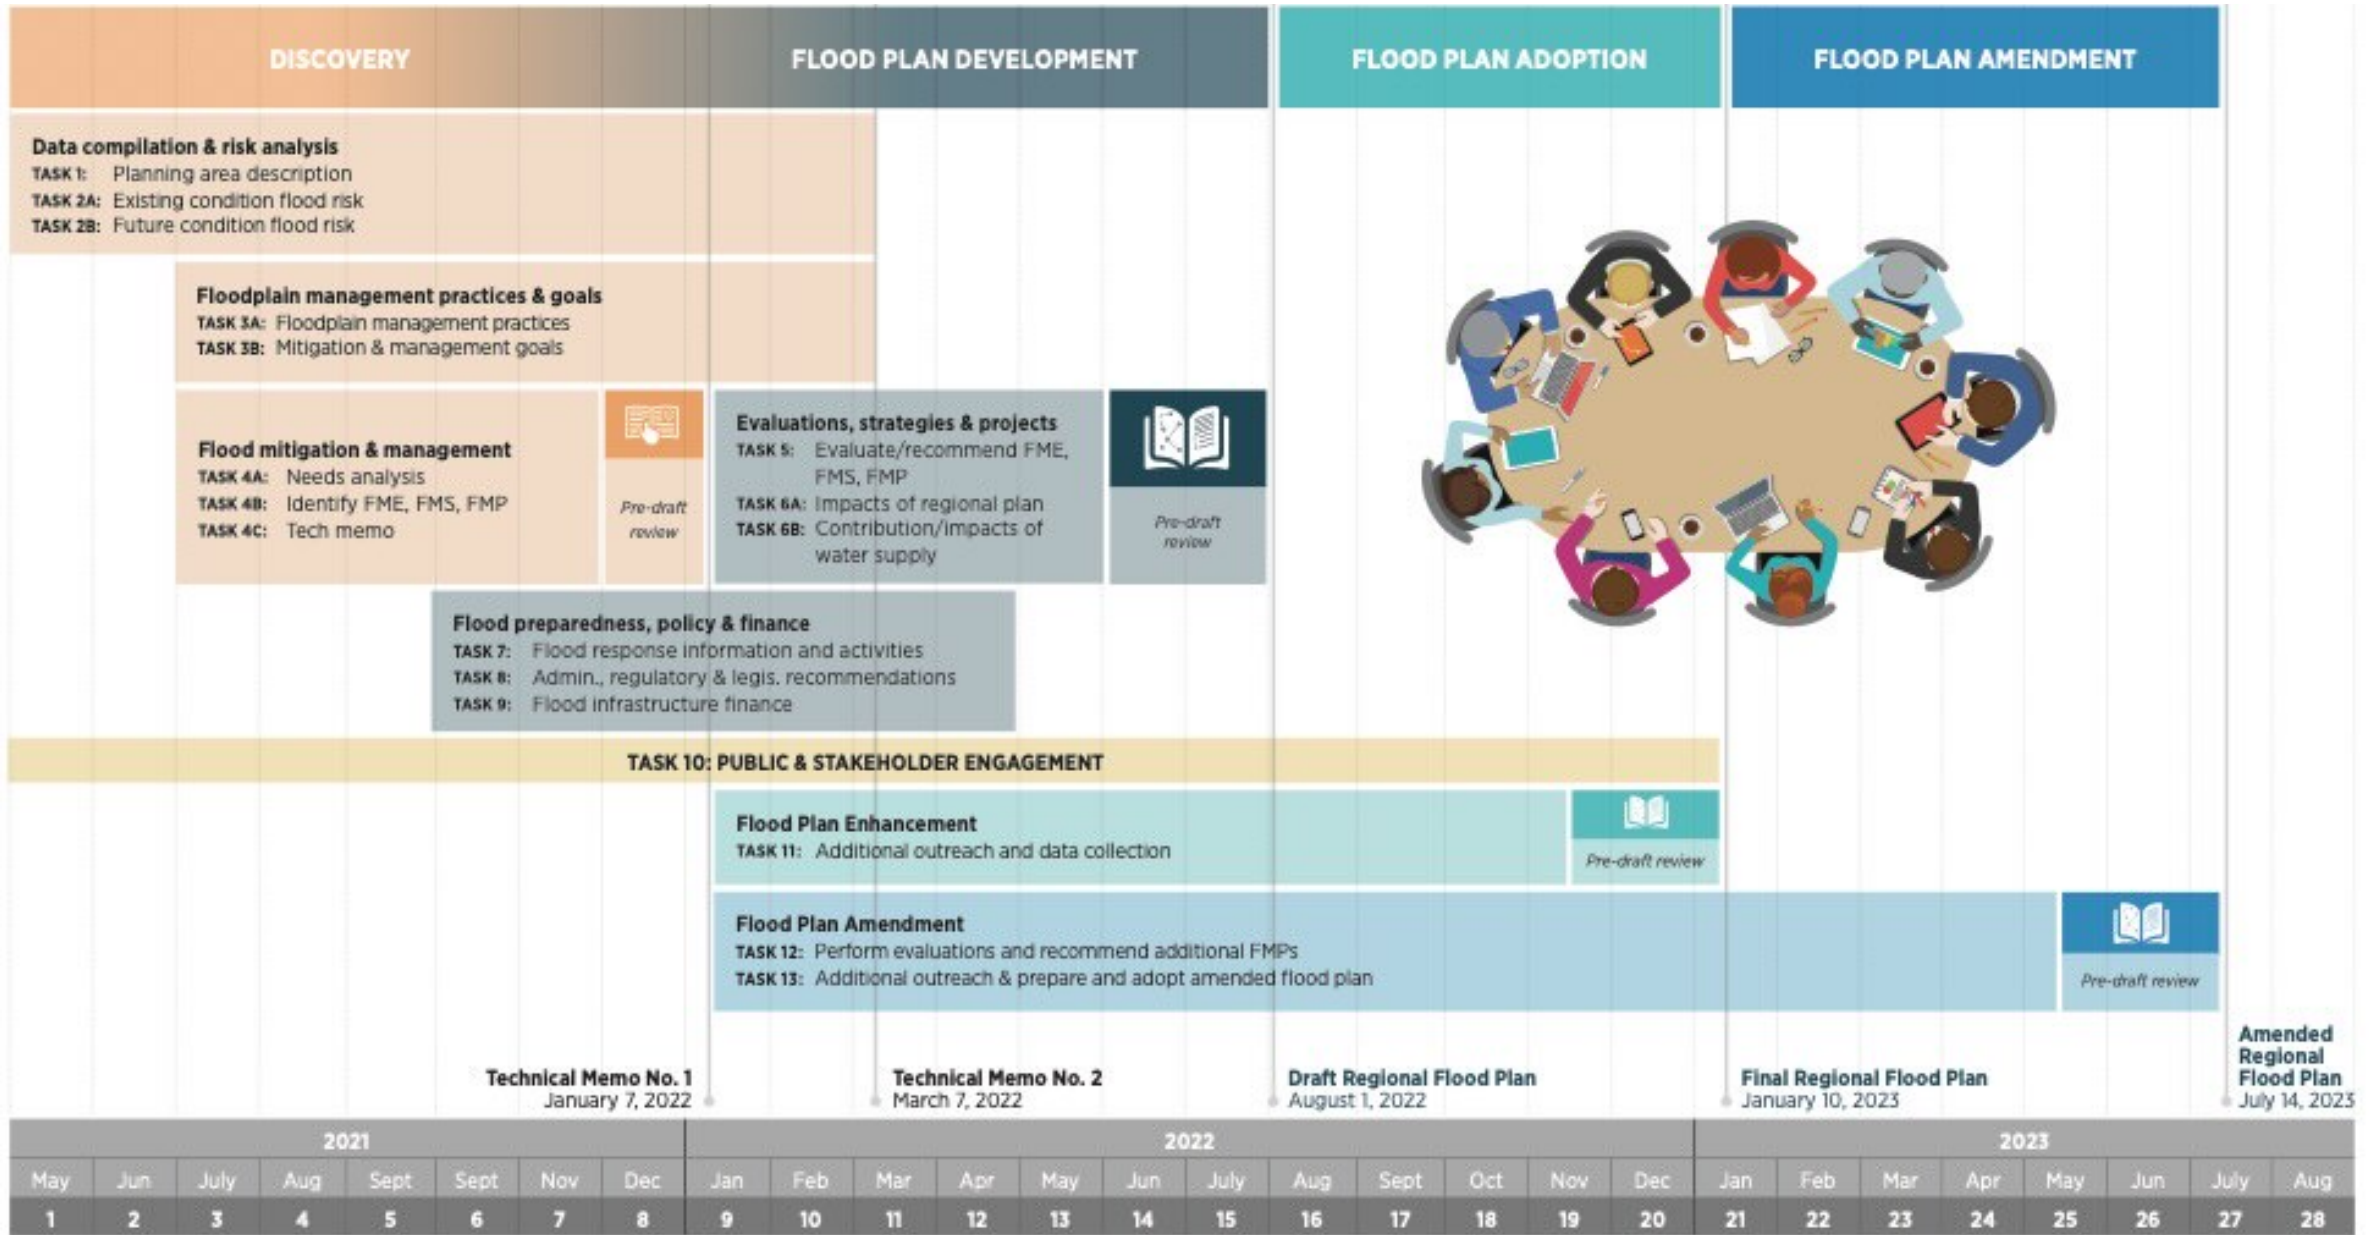 DISCOVERY
FLOOD PLAN DEVELOPMENT
FLOOD PLAN ADOPTION
FLOOD PLAN AMENDMENT
Data compilation & risk analysis
TASK 1: Planning area description
TASK 2A: Existing condition flood risk
TASK 2B: Future condition flood risk
Floodplain management practices & goals
TASK 3A: Floodplain management practices
TASK 3B: Mitigation & management goals
Flood mitigation & management
TASK 4A: Needs analysis
TASK 4B: Identify FME, FMS, FMP
TASK 4C: Tech memo
Pre-draft
review
Evaluations, strategies & projects
TASK 5: Evaluate/recommend FME,
FMS, FMP
TASK 6A: Impacts of regional plan
TASK 6B: Contribution/impacts of
water supply
Pre-draft
review
Flood preparedness, policy & finance
TASK 7: Flood response information and activities
TASK 8: Admin., regulatory & legis. recommendations
TASK 9: Flood infrastructure finance
TASK 10: PUBLIC & STAKEHOLDER ENGAGEMENT
Flood Plan Enhancement
TASK 11: Additional outreach and data collection
Pre-draft review
Flood Plan Amendment
TASK 12: Perform evaluations and recommend additional FMPs
TASK 13: Additional outreach & prepare and adopt amended flood plan
Pre-draft review
Technical Memo No. 1
January 7, 2022
Technical Memo No. 2
March 7, 2022
Draft Regional Flood Plan
August 1, 2022
Final Regional Flood Plan
January 10, 2023
Amended
Regional
Flood Plan
July 14, 2023
2021 2022 2023
May Jun July Aug Sept Sept Nov Dec Jan Feb Mar Apr May Jun July Aug Sept Oct Nov Dec Jan Feb Mar Apr May Jun July Aug
1 2 3 4 5 6 7 8 9 10 11 12 13 14 15 16 17 18 19 20 21 22 23 24 25 26 27 28